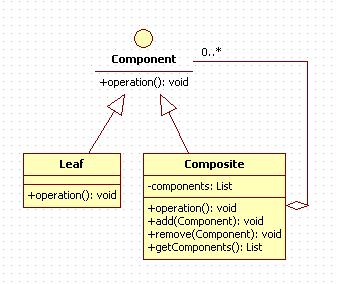 Component
0..*
+operation(): void
Leaf
+operation(): void
Composite
-components: List
+operation(): void
+add(Component): void
+remove(Component): void
+getComponents(): List